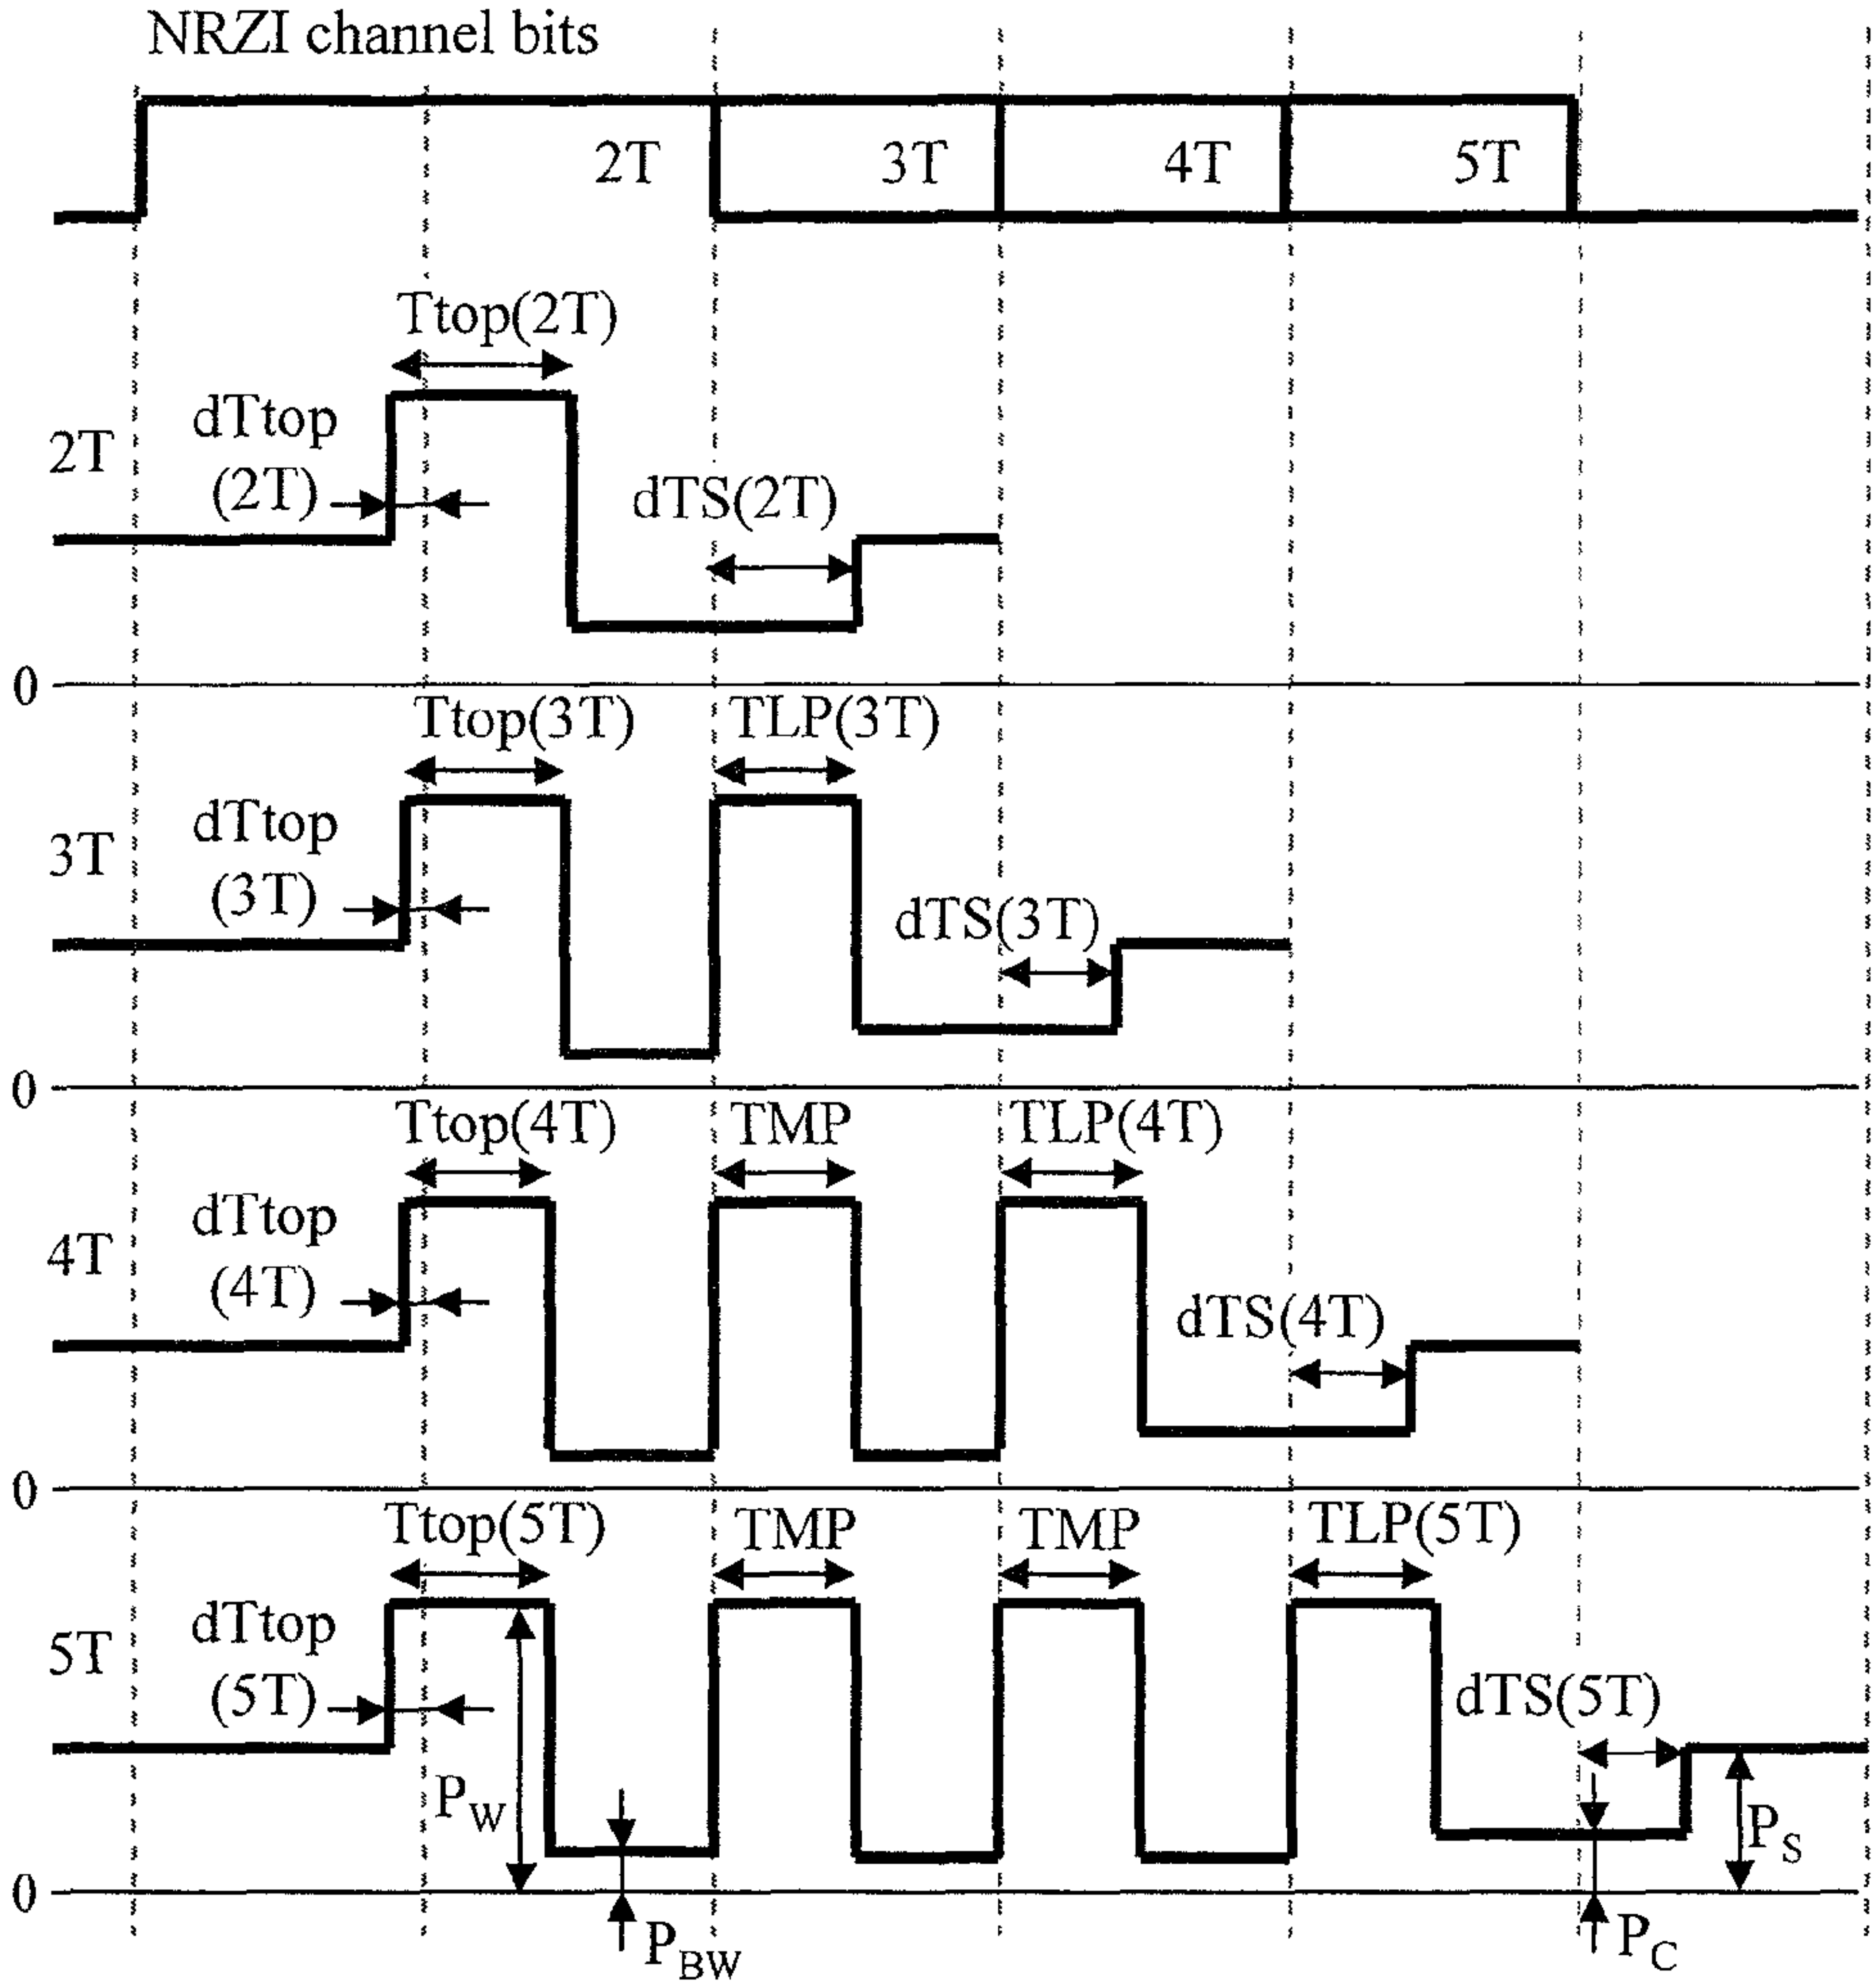 NRZI channel bits
2T 3T 4T 5T
Ttop(2T)
dTtop
2T
(2T)
dTS(2T)
0
Ttop(3T) TLP(3T)
dTtop
3T
(3T)
dTS(3T)
0
Ttop(4T) TMP TLP(4T)
dTtop
4T
(4T)
dTS(4T)
0
Ttop(5T) TMP TMP TLP(5T)
dTtop
5T
(5T)
dTS(5T)
PW
PS
0
PBW
PC